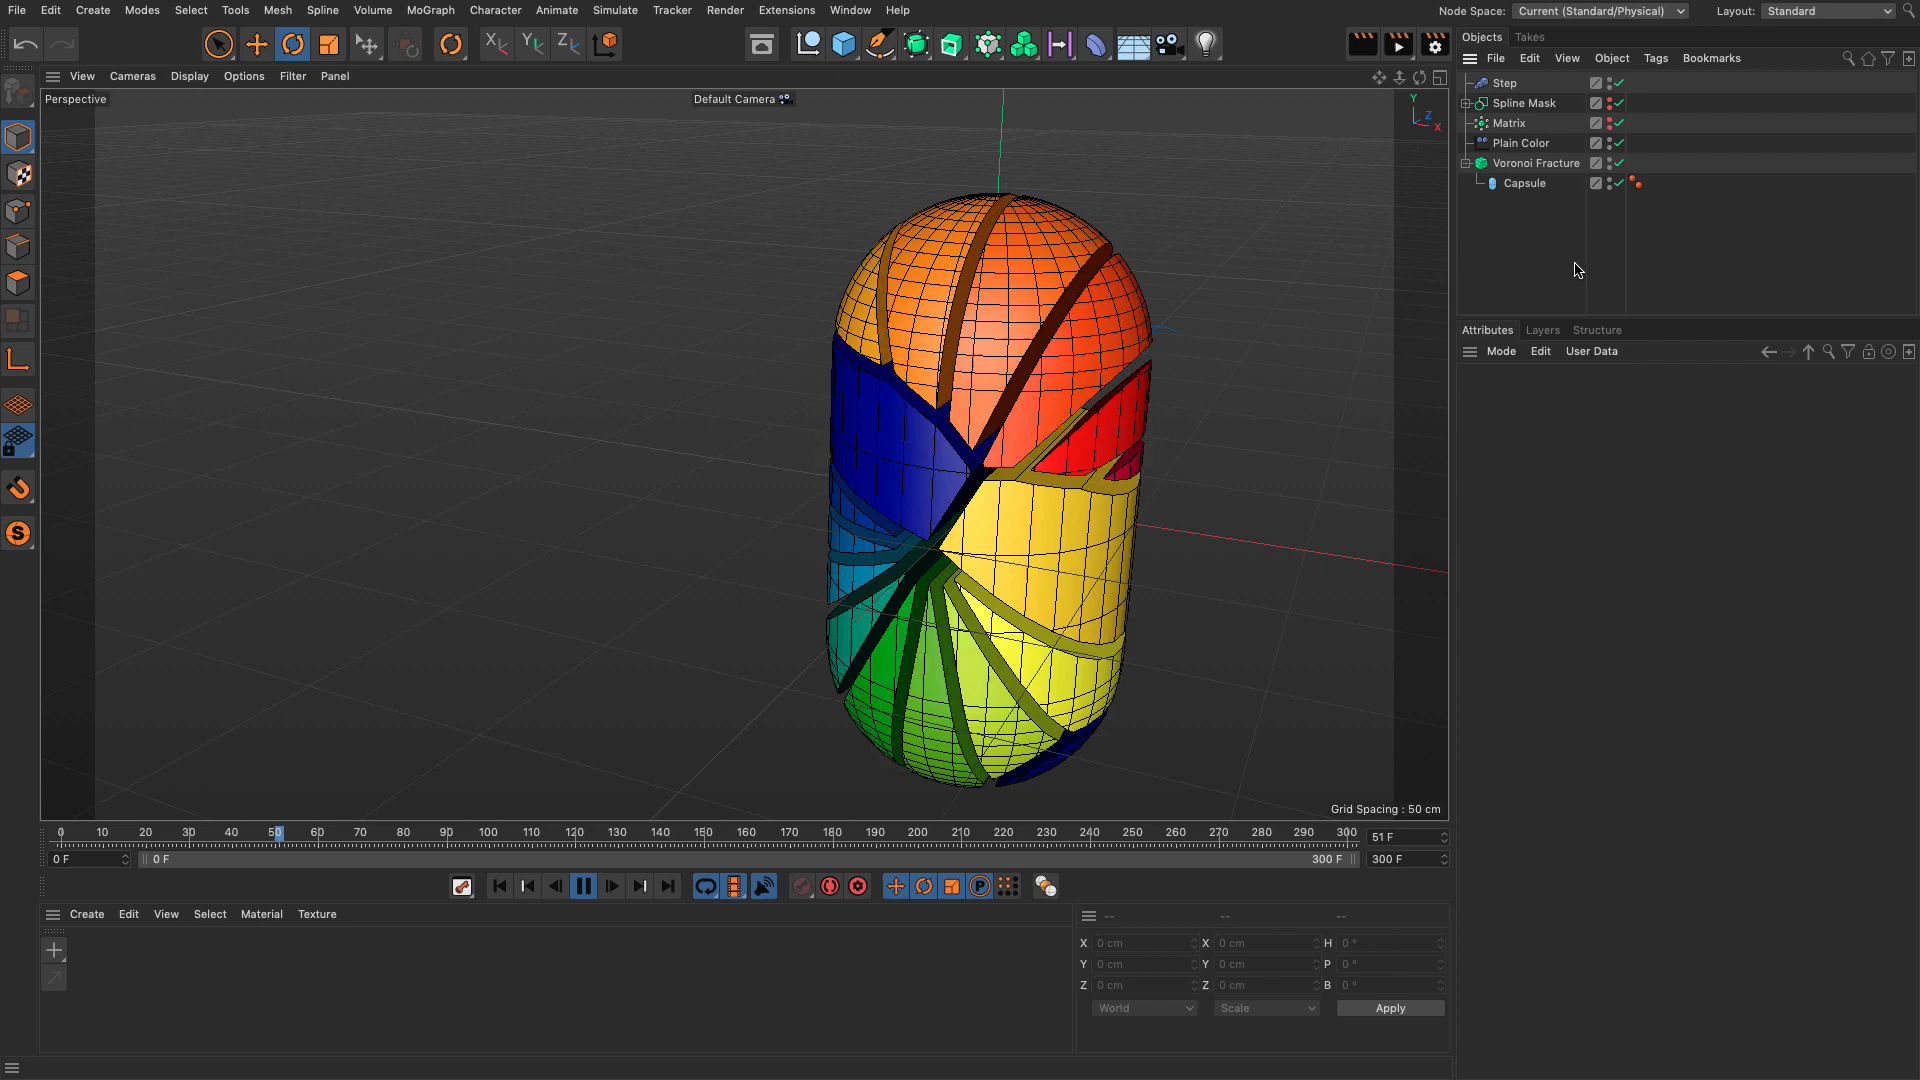 File Edit Create Modes Select Tools Mesh Spline Volume MoGraph Character Animate Simulate Tracker Render Extensions Window Help
Node Space: Current (Standard/Physical) Layout: Standard
X Y Z
Objects Takes
File Edit View Object Tags Bookmarks
View Cameras Display Options Filter Panel
Perspective
Default Camera
Y
Z
X
Step
Spline Mask
Matrix
Plain Color
Voronoi Fracture
Capsule
Attributes Layers Structure
Mode Edit User Data
S
Grid Spacing : 50 cm
0 10 20 30 40 50 60 70 80 90 100 110 120 130 140 150 160 170 180 190 200 210 220 230 240 250 260 270 280 290 300
51 F
0 F 0 F 300 F 300 F
P
Create Edit View Select Material Texture
-- -- --
X 0 cm X 0 cm H 0 °
Y 0 cm Y 0 cm P 0 °
Z 0 cm Z 0 cm B 0 °
World Scale Apply